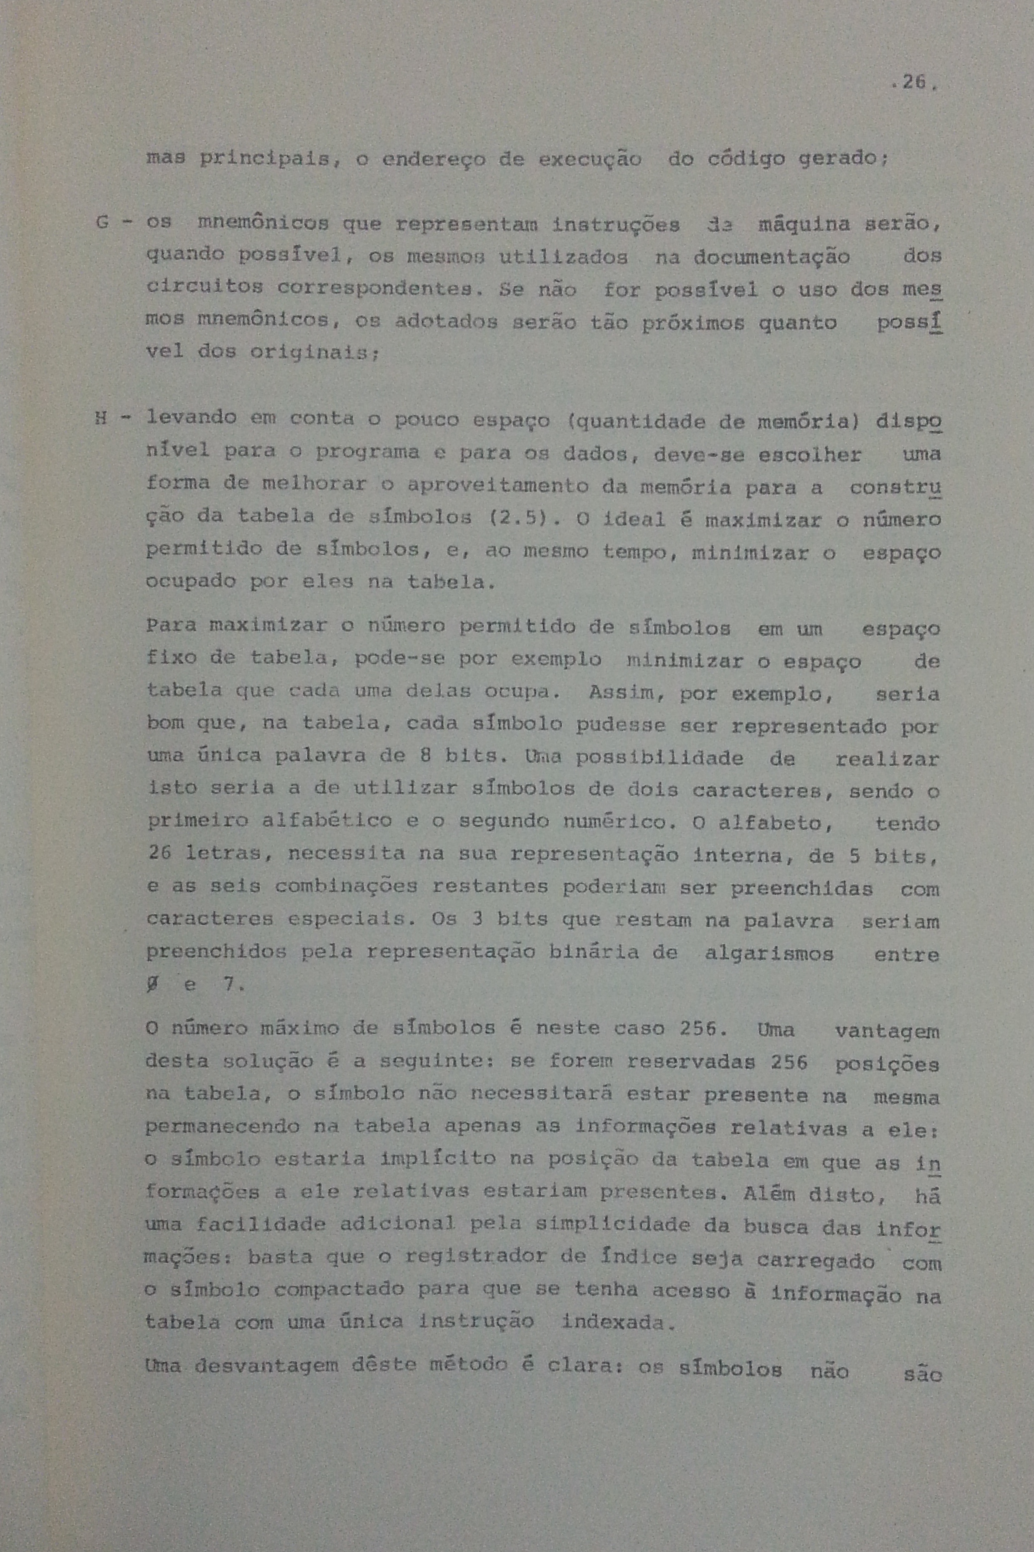 .26.
mas principais, o endereço de execução do código gerado;
G - os mnemônicos que representam instruções de máquina serão,
quando possível, os mesmos utilizados na documentação dos
circuitos correspondentes. Se não for possível o uso dos mes
mos mnemônicos, os adotados serão tão próximos quanto possí
vel dos originais;
H - levando em conta o pouco espaço (quantidade de memória) dispo
nível para o programa e para os dados, deve-se escolher uma
forma de melhorar o aproveitamento da memória para a constru
ção da tabela de símbolos (2.5). O ideal é maximizar o número
permitido de símbolos, e, ao mesmo tempo, minimizar o espaço
ocupado por eles na tabela.
Para maximizar o número permitido de símbolos em um espaço
fixo de tabela, pode-se por exemplo minimizar o espaço de
tabela que cada uma delas ocupa. Assim, por exemplo, seria
bom que, na tabela, cada símbolo pudesse ser representado por
uma única palavra de 8 bits. Uma possibilidade de realizar
isto seria a de utilizar símbolos de dois caracteres, sendo o
primeiro alfabético e o segundo numérico. O alfabeto, tendo
26 letras, necessita na sua representação interna, de 5 bits,
e as seis combinações restantes poderiam ser preenchidas com
caracteres especiais. Os 3 bits que restam na palavra seriam
preenchidos pela representação binária de algarismos entre
Ø e 7.
O número máximo de símbolos é neste caso 256. Uma vantagem
desta solução é a seguinte: se forem reservadas 256 posições
na tabela, o símbolo não necessitará estar presente na mesma
permanecendo na tabela apenas as informações relativas a ele:
o símbolo estaria implícito na posição da tabela em que as in
formações a ele relativas estariam presentes. Além disto, há
uma facilidade adicional pela simplicidade da busca das infor
mações: basta que o registrador de índice seja carregado com
o símbolo compactado para que se tenha acesso à informação na
tabela com uma única instrução indexada.
Uma desvantagem dêste método é clara: os símbolos não são